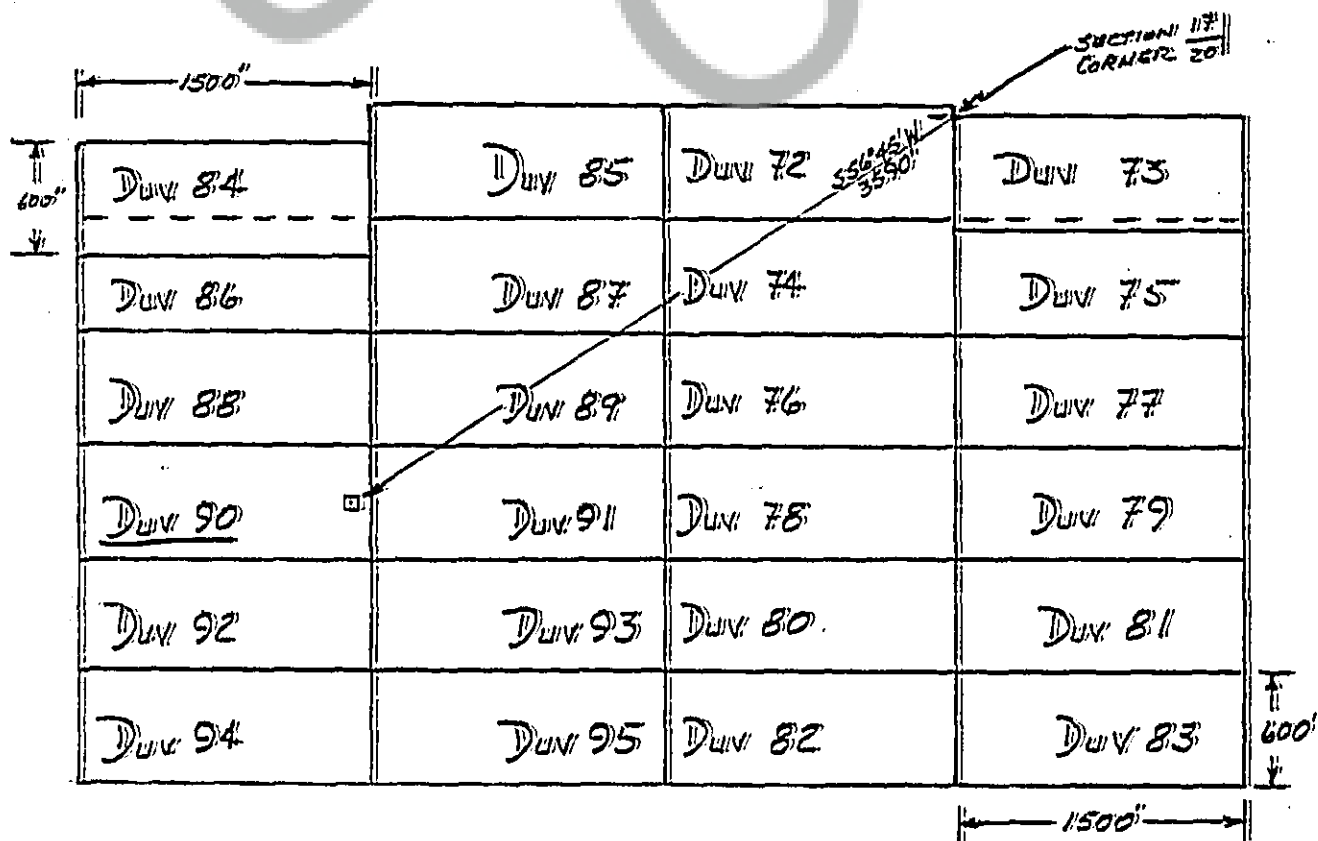 SECTION 17
CORNER 20
1500'
600'
Duv 84
Duv 85
Duv 72
S56°45'W
3590'
Duv 73
Duv 86
Duv 87
Duv 74
Duv 75
Duv 88
Duv 89
Duv 76
Duv 77
Duv 90
Duv 91
Duv 78
Duv 79
Duv 92
Duv 93
Duv 80
Duv 81
Duv 94
Duv 95
Duv 82
Duv 83
600'
1500'